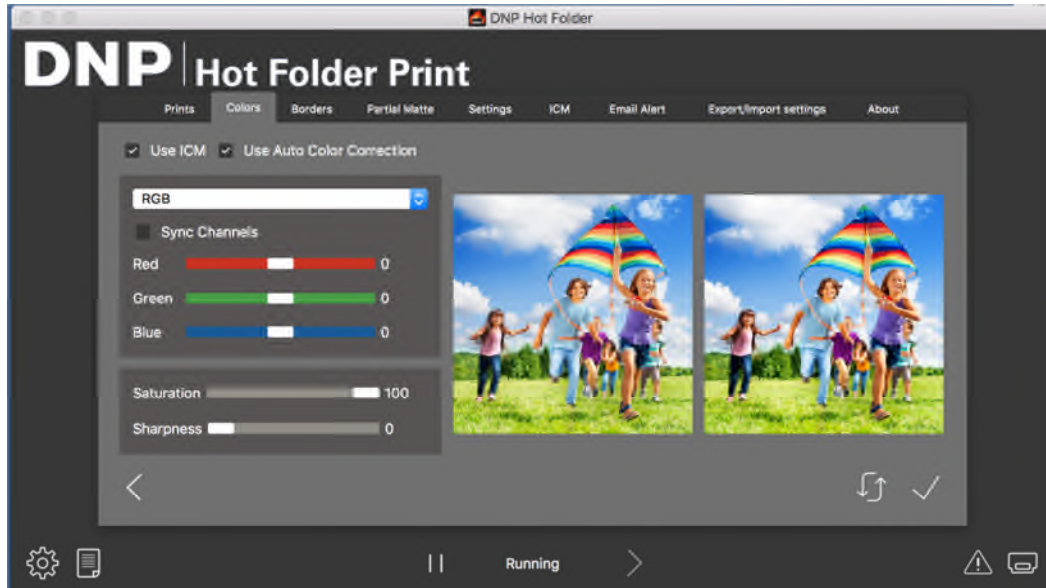 DNP Hot Folder
DNP Hot Folder Print
Prints Colors Borders Partial Matte Settings ICM Email Alert Export/Import settings About
Use ICM Use Auto Color Correction
RGB
Sync Channels
Red 0
Green 0
Blue 0
Saturation 100
Sharpness 0
Running